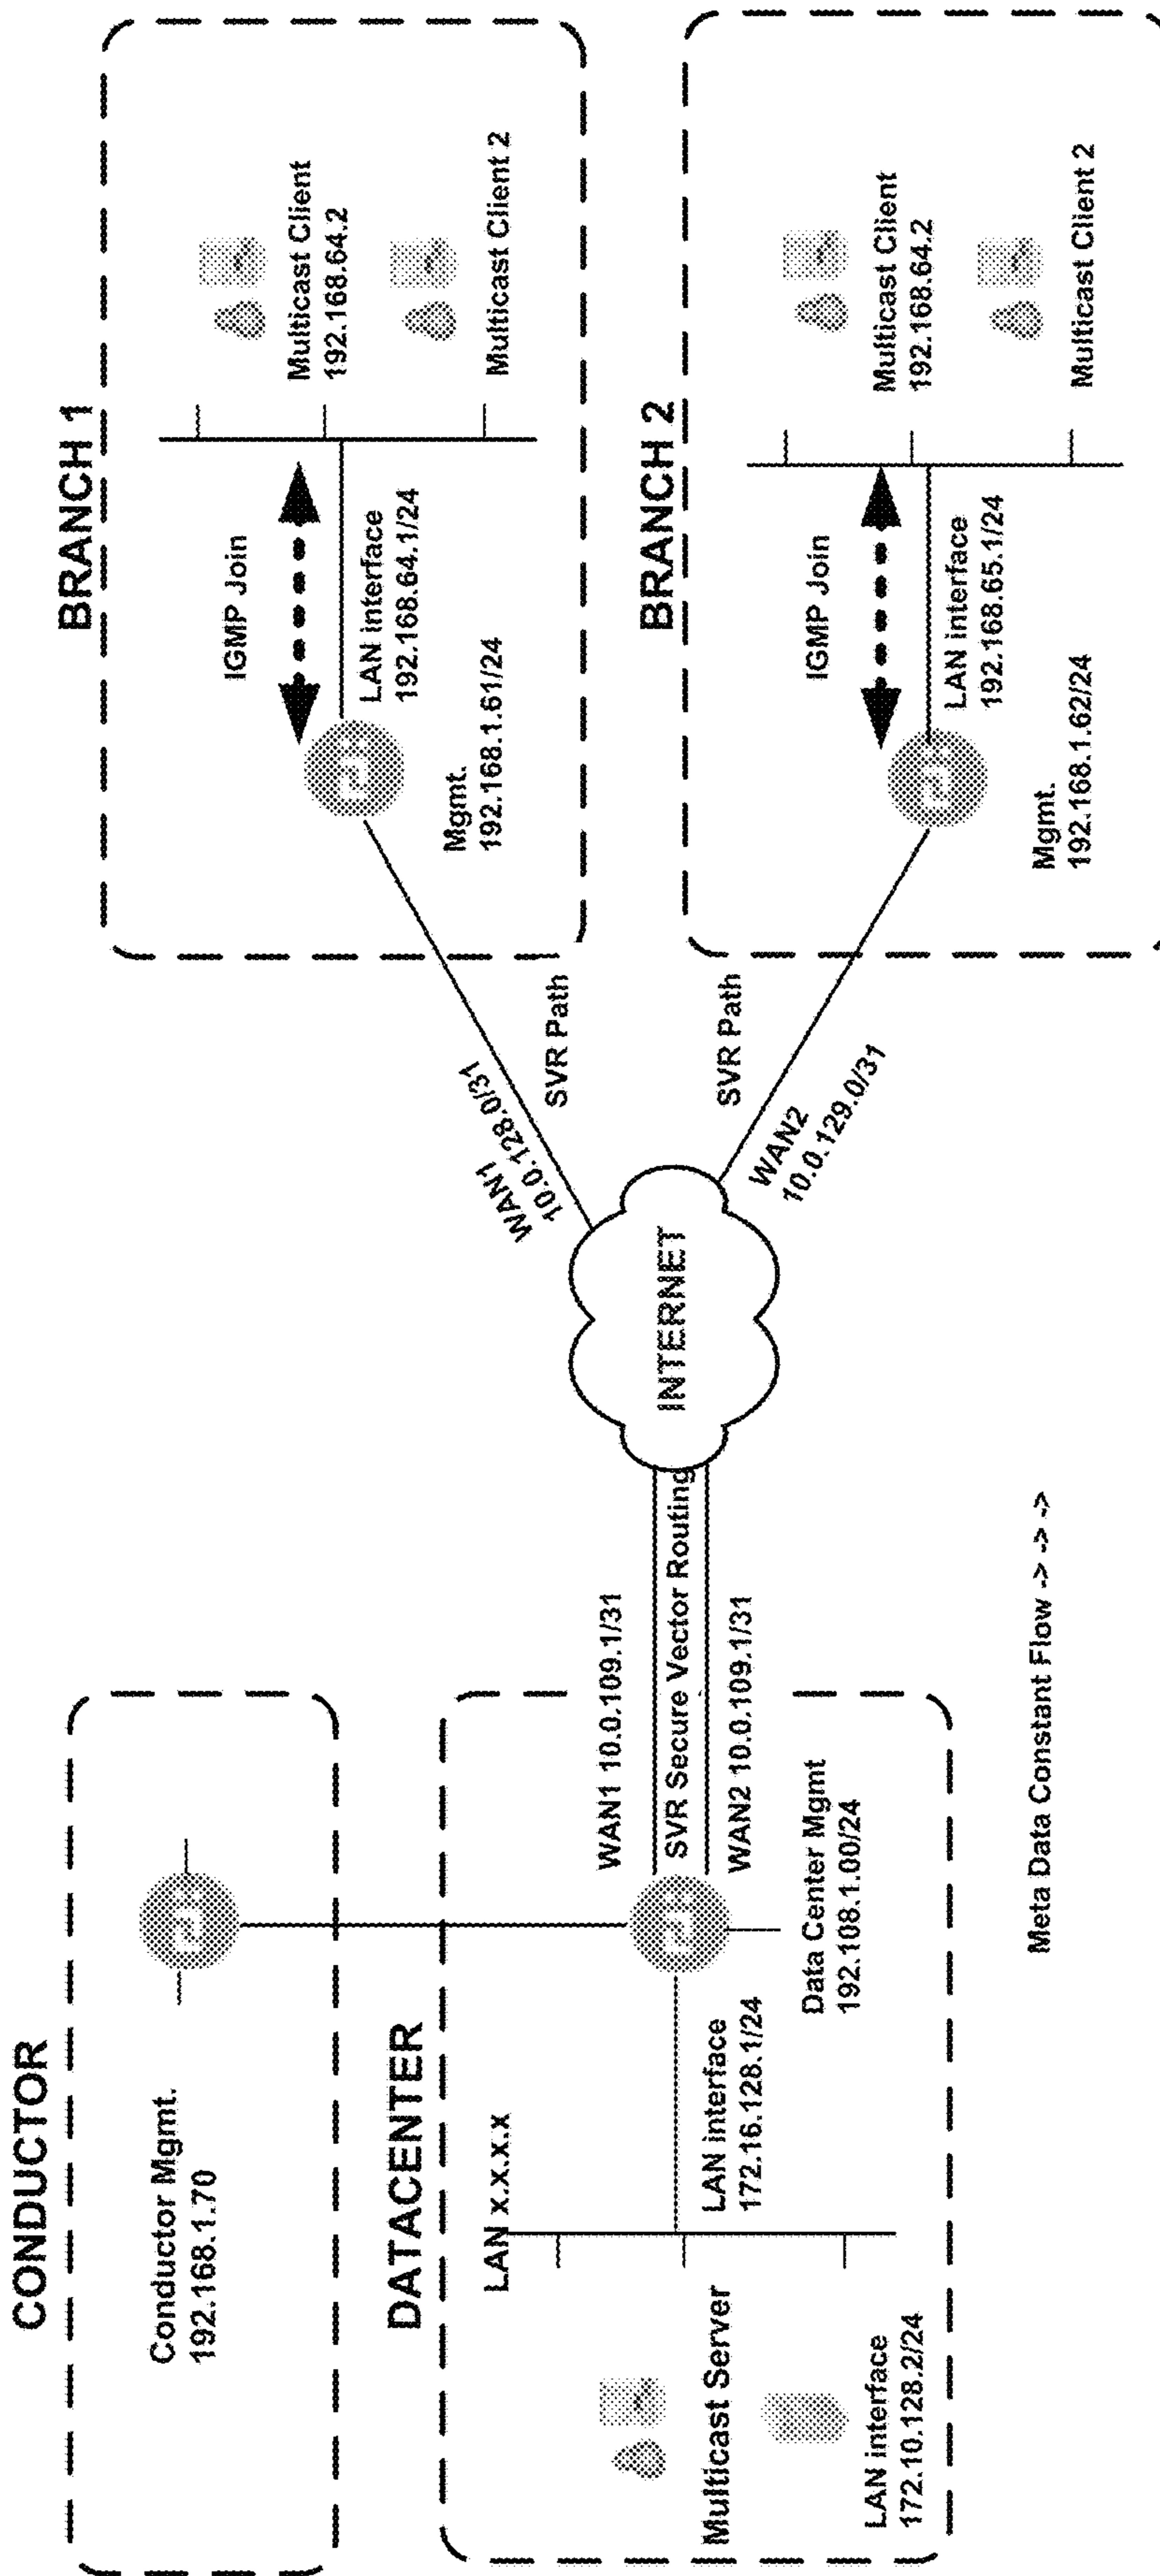 CONDUCTOR
Conductor Mgmt.
192.168.1.70
DATACENTER
LAN x.x.x.x
Multicast Server
LAN interface
172.10.128.2/24
LAN interface
172.16.128.1/24
Data Center Mgmt
192.108.1.00/24
WAN1 10.0.109.1/31
SVR Secure Vector Routing
WAN2 10.0.109.1/31
INTERNET
WAN1
10.0.128.0/31
SVR Path
SVR Path
WAN2
10.0.129.0/31
BRANCH 1
IGMP Join
LAN interface
192.168.64.1/24
Mgmt.
192.168.1.61/24
Multicast Client
192.168.64.2
Multicast Client 2
BRANCH 2
IGMP Join
LAN interface
192.168.65.1/24
Mgmt.
192.168.1.62/24
Multicast Client
192.168.64.2
Multicast Client 2
Meta Data Constant Flow -> -> ->